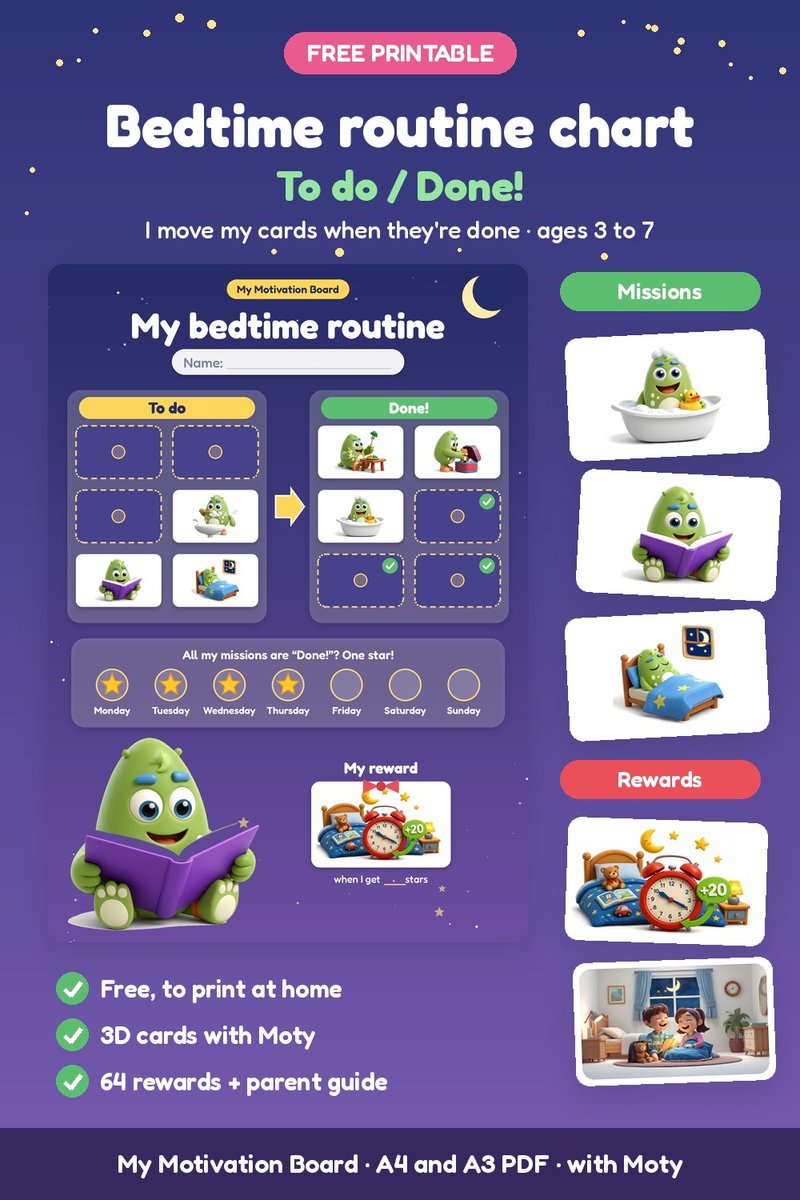 FREE PRINTABLE
Bedtime routine chart
To do / Done!
I move my cards when they're done · ages 3 to 7
My Motivation Board
My bedtime routine
Name: ____________________
To do
Done!
All my missions are “Done!”? One star!
Monday Tuesday Wednesday Thursday Friday Saturday Sunday
My reward
+20
when I get ____stars
Missions
Rewards
+20
Free, to print at home
3D cards with Moty
64 rewards + parent guide
My Motivation Board · A4 and A3 PDF · with Moty